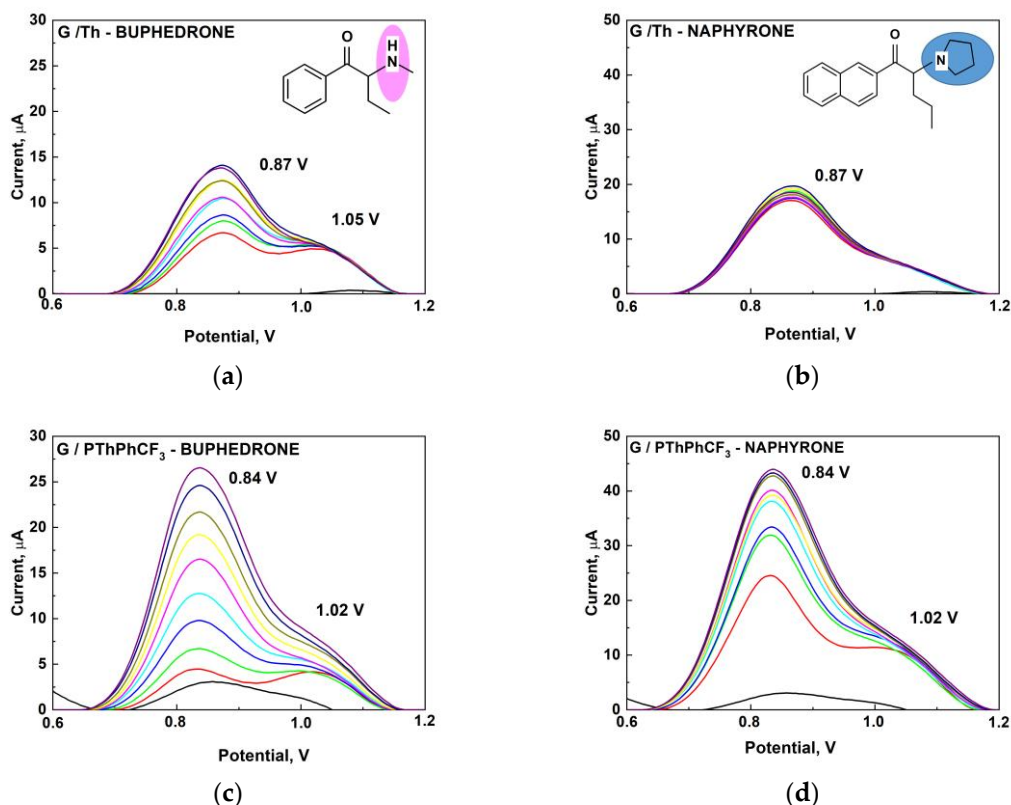 G /Th - BUPHEDRONE
O
H
N
0.87 V
1.05 V
Current, μA
30
25
20
15
10
5
0
0.6 0.8 1.0 1.2
Potential, V
(a)
G /Th - NAPHYRONE
O
N
0.87 V
Current, μA
50
40
30
20
10
0
0.6 0.8 1.0 1.2
Potential, V
(b)
G / PThPhCF₃ - BUPHEDRONE
0.84 V
1.02 V
Current, μA
30
25
20
15
10
5
0
0.6 0.8 1.0 1.2
Potential, V
(c)
G / PThPhCF₃ - NAPHYRONE
0.84 V
1.02 V
Current, μA
50
40
30
20
10
0
0.6 0.8 1.0 1.2
Potential, V
(d)